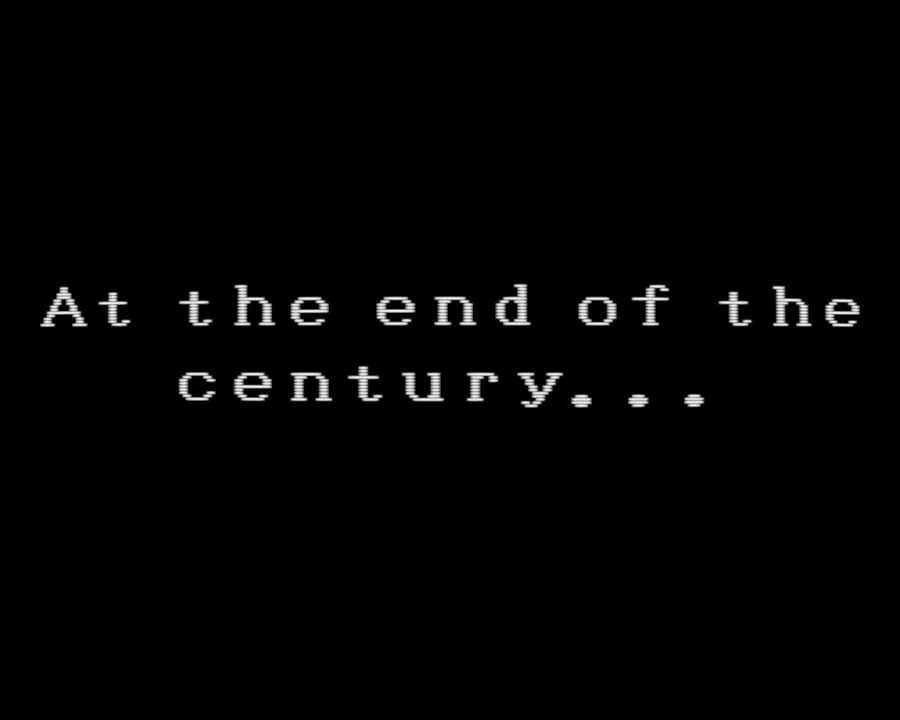 At the end of the
century...